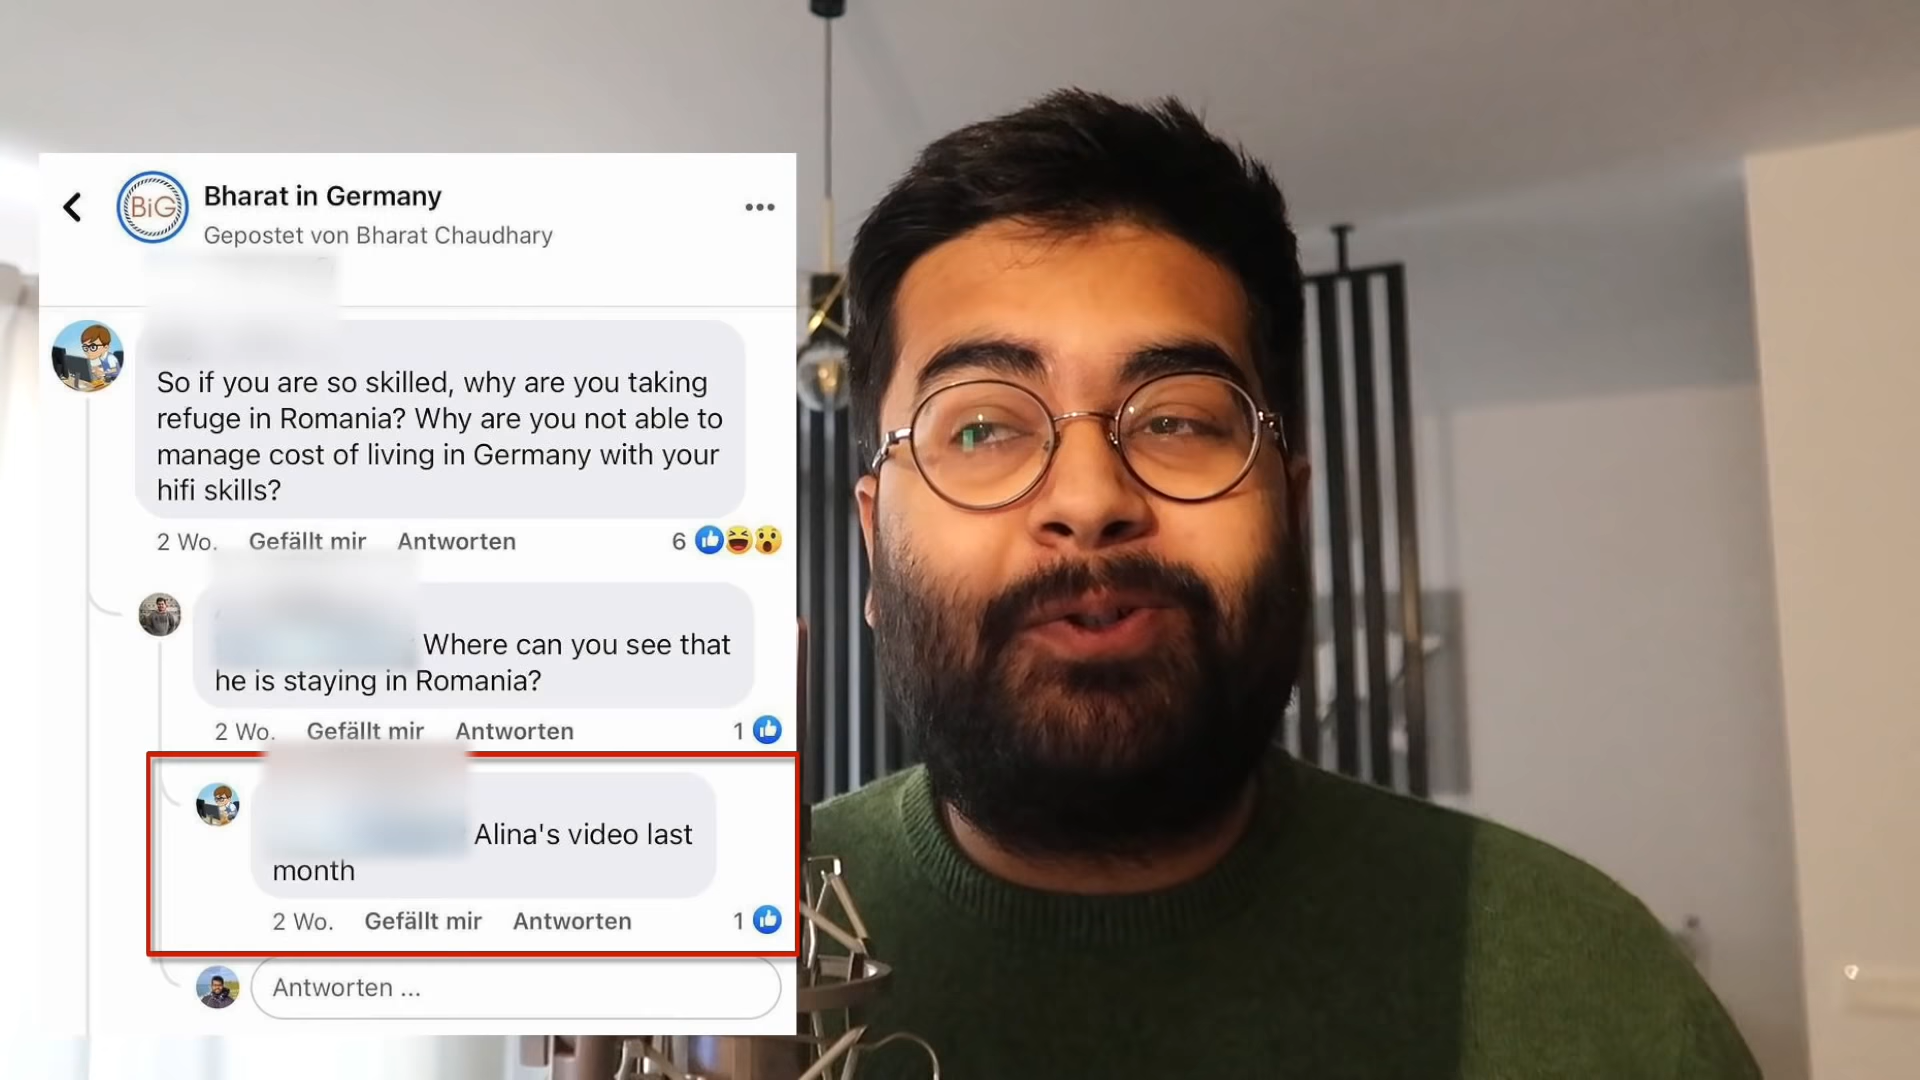 Bharat in Germany
BiG
Gepostet von Bharat Chaudhary
So if you are so skilled, why are you taking
refuge in Romania? Why are you not able to
manage cost of living in Germany with your
hifi skills?
2 Wo. Gefällt mir Antworten 6
Where can you see that
he is staying in Romania?
2 Wo. Gefällt mir Antworten 1
Alina's video last
month
2 Wo. Gefällt mir Antworten 1
Antworten ...